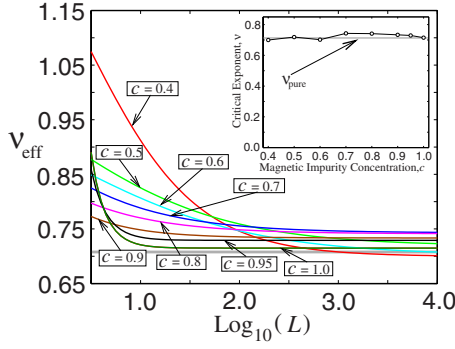 1.15
1.05
0.95
0.85
0.75
0.65
ν_eff
c = 0.4
c = 0.5
c = 0.6
c = 0.7
c = 0.9
c = 0.8
c = 0.95
c = 1.0
1.0 2.0 3.0 4.0
Log10 (L)
Critical Exponent, ν
0.8
0.6
0.4
0.2
0.0
ν_pure
0.4 0.5 0.6 0.7 0.8 0.9 1.0
Magnetic Impurity Concentration,c